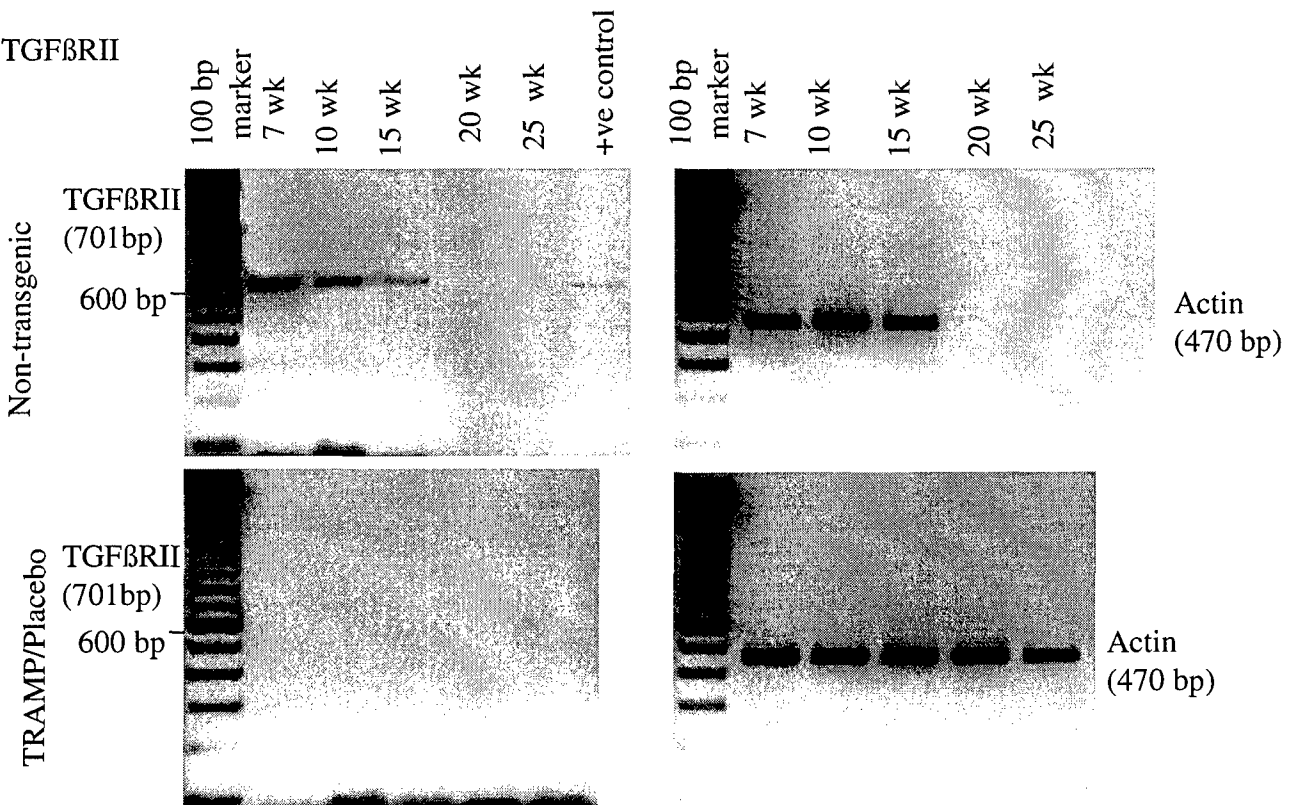 TGFßRII
100 bp
marker
7 wk
10 wk
15 wk
20 wk
25 wk
+ve control
100 bp
marker
7 wk
10 wk
15 wk
20 wk
25 wk
Non-transgenic
TGFßRII
(701bp)
600 bp
Actin
(470 bp)
TRAMP/Placebo
TGFßRII
(701bp)
600 bp
Actin
(470 bp)